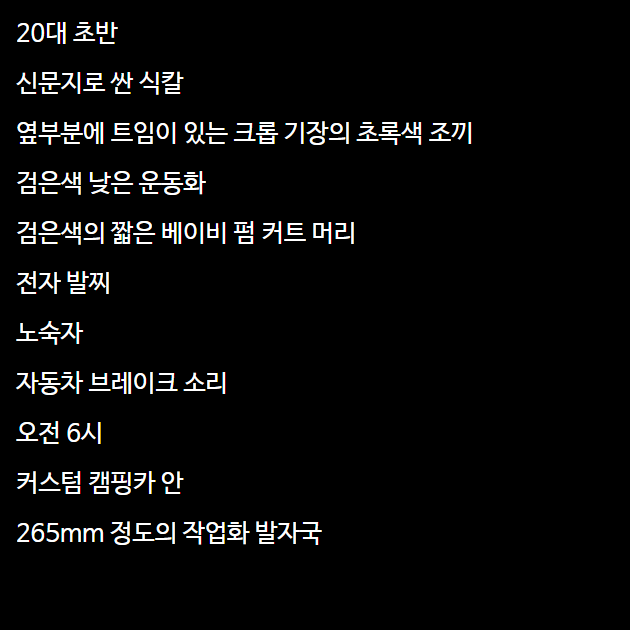 20대 초반
신문지로 싼 식칼
옆부분에 트임이 있는 크롭 기장의 초록색 조끼
검은색 낮은 운동화
검은색의 짧은 베이비 펌 커트 머리
전자 발찌
노숙자
자동차 브레이크 소리
오전 6시
커스텀 캠핑카 안
265mm 정도의 작업화 발자국